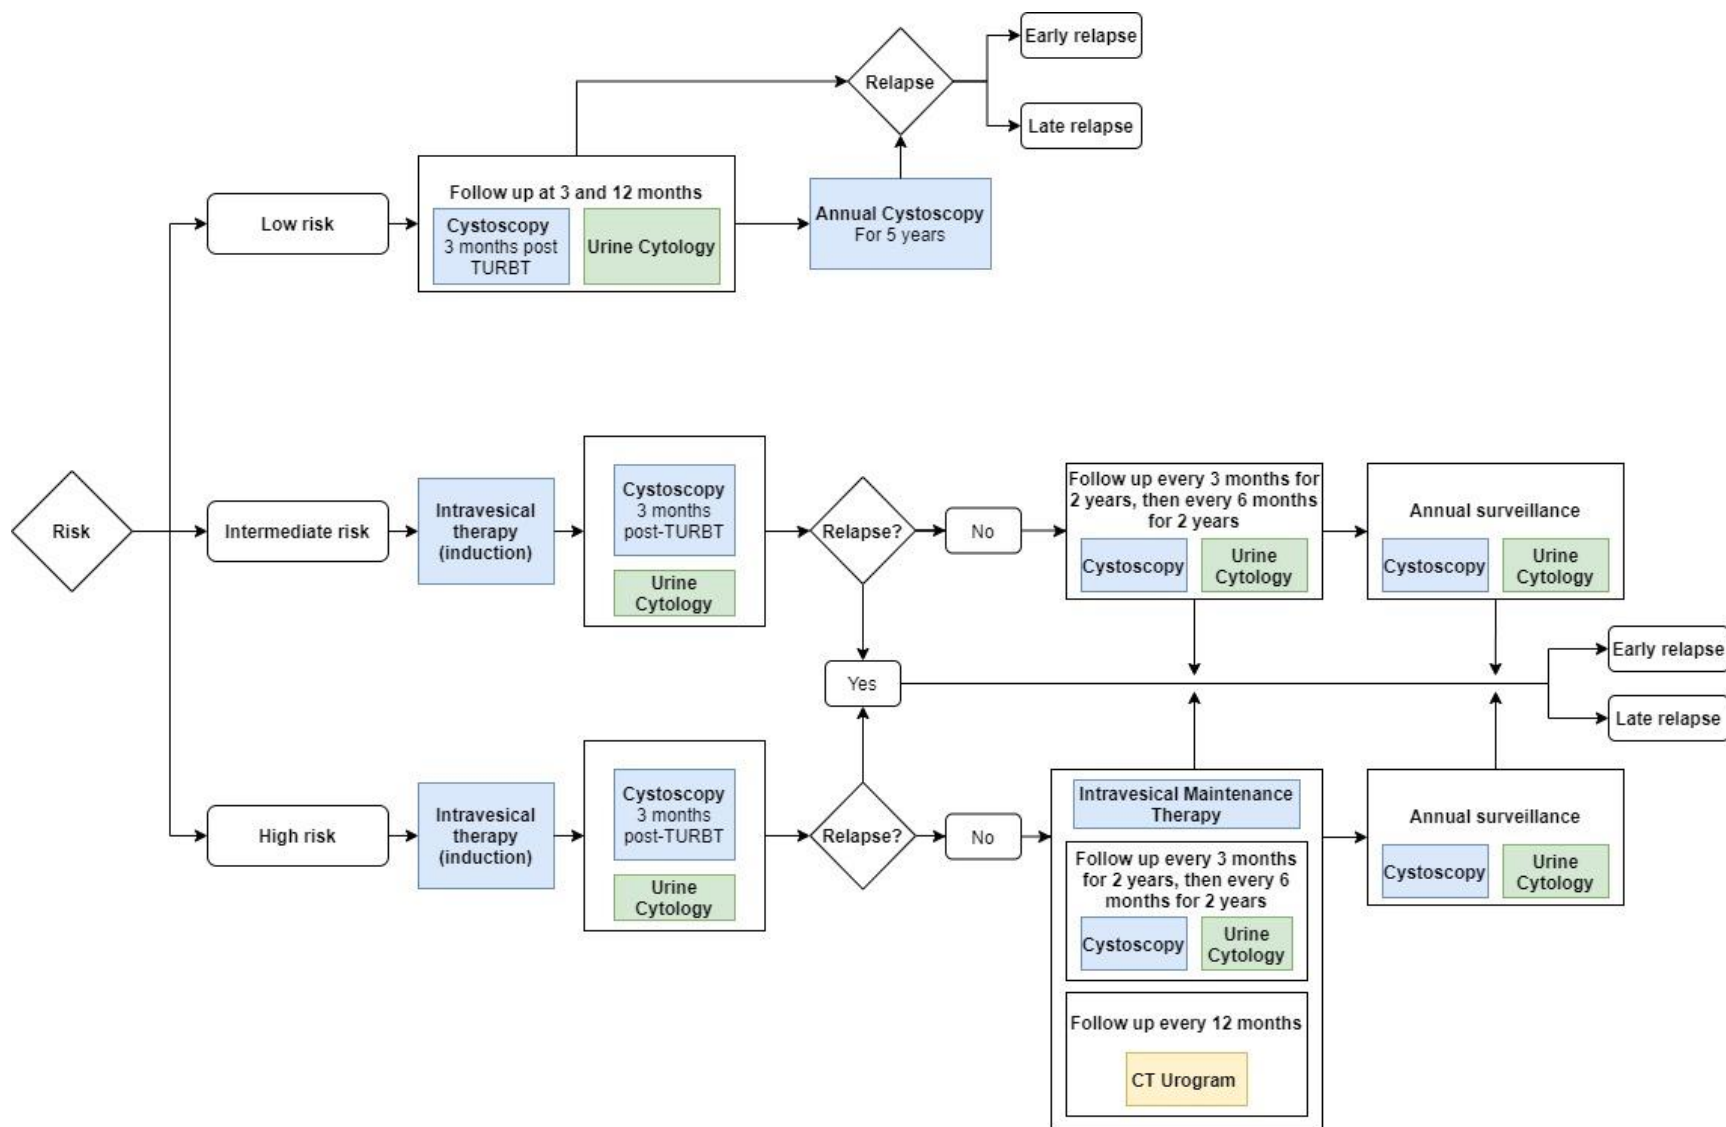 Early relapse
Relapse
Late relapse
Follow up at 3 and 12 months
Low risk
Cystoscopy
3 months post
TURBT
Urine Cytology
Annual Cystoscopy
For 5 years
Risk
Intermediate risk
Intravesical
therapy
(induction)
Cystoscopy
3 months
post-TURBT
Urine
Cytology
Relapse?
No
Follow up every 3 months for
2 years, then every 6 months
for 2 years
Cystoscopy
Urine
Cytology
Annual surveillance
Cystoscopy
Urine
Cytology
Yes
Early relapse
Late relapse
High risk
Intravesical
therapy
(induction)
Cystoscopy
3 months
post-TURBT
Urine
Cytology
Relapse?
No
Intravesical Maintenance
Therapy
Follow up every 3 months
for 2 years, then every 6
months for 2 years
Cystoscopy
Urine
Cytology
Follow up every 12 months
CT Urogram
Annual surveillance
Cystoscopy
Urine
Cytology